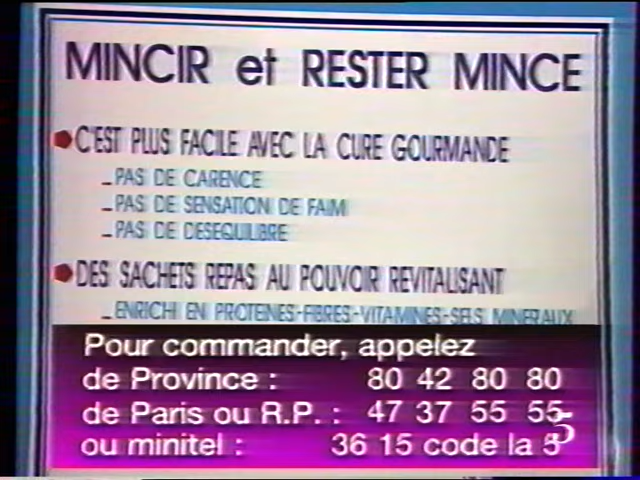 MINCIR et RESTER MINCE
C'EST PLUS FACILE AVEC LA CURE GOURMANDE
_PAS DE CARENCE
_PAS DE SENSATION DE FAIM
_PAS DE DESEQUILIBRE
DES SACHETS REPAS AU POUVOIR REVITALISANT
_ENRICHI EN PROTEINES-FIBRES-VITAMINES-SELS MINERAUX
Pour commander, appelez
de Province : 80 42 80 80
de Paris ou R.P. : 47 37 55 55
ou minitel : 36 15 code la 5
5